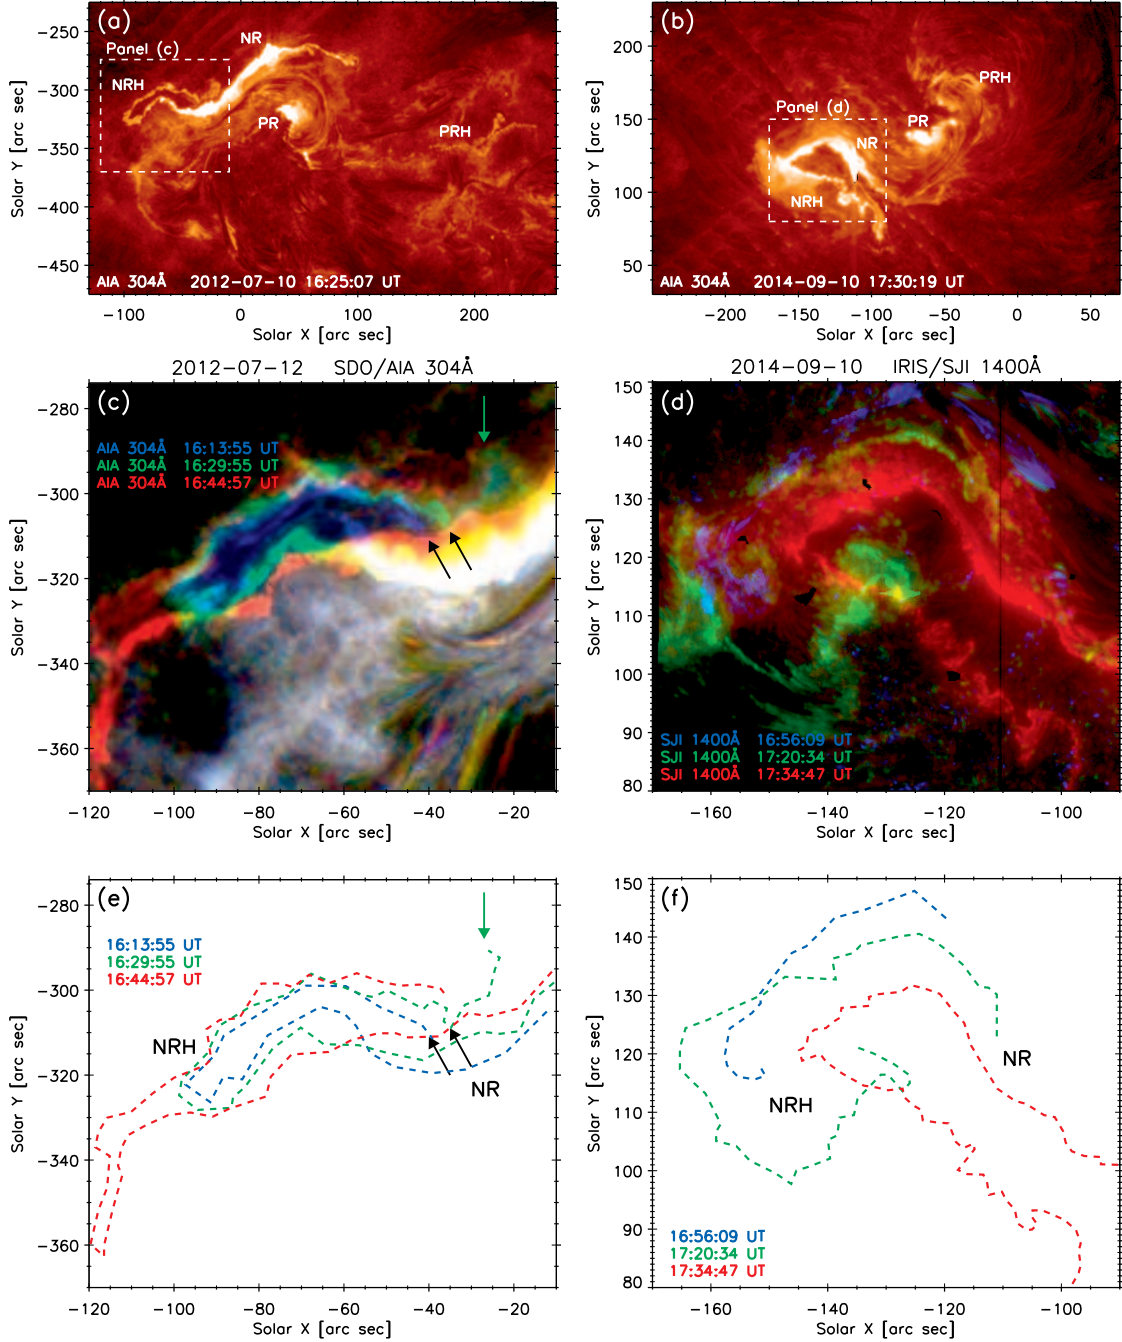 (a)
Panel (c)
NRH
NR
PR
PRH
AIA 304Å 2012-07-10 16:25:07 UT
-250
-300
-350
-400
-450
Solar Y [arc sec]
-100 0 100 200
Solar X [arc sec]
(b)
PRH
Panel (d)
PR
NR
NRH
AIA 304Å 2014-09-10 17:30:19 UT
200
150
100
50
Solar Y [arc sec]
-200 -150 -100 -50 0 50
Solar X [arc sec]
2012-07-12 SDO/AIA 304Å
(c)
AIA 304Å 16:13:55 UT
AIA 304Å 16:29:55 UT
AIA 304Å 16:44:57 UT
-280
-300
-320
-340
-360
Solar Y [arc sec]
-120 -100 -80 -60 -40 -20
Solar X [arc sec]
2014-09-10 IRIS/SJI 1400Å
(d)
SJI 1400Å 16:56:09 UT
SJI 1400Å 17:20:34 UT
SJI 1400Å 17:34:47 UT
150
140
130
120
110
100
90
80
Solar Y [arc sec]
-160 -140 -120 -100
Solar X [arc sec]
(e)
16:13:55 UT
16:29:55 UT
16:44:57 UT
NRH
NR
-280
-300
-320
-340
-360
Solar Y [arc sec]
-120 -100 -80 -60 -40 -20
Solar X [arc sec]
(f)
NR
NRH
16:56:09 UT
17:20:34 UT
17:34:47 UT
150
140
130
120
110
100
90
80
Solar Y [arc sec]
-160 -140 -120 -100
Solar X [arc sec]